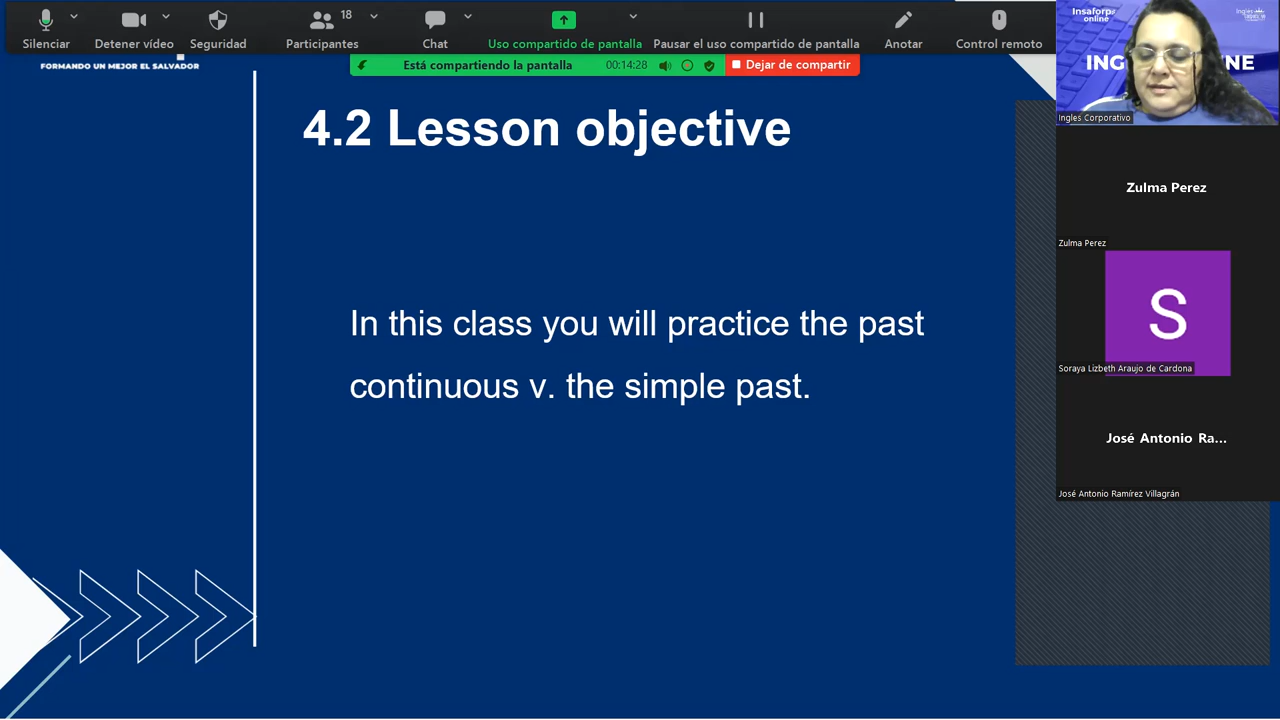 Silenciar
Detener vídeo
Seguridad
18
Participantes
Chat
Uso compartido de pantalla
Pausar el uso compartido de pantalla
Anotar
Control remoto
Está compartiendo la pantalla
00:14:28
Dejar de compartir
FORMANDO UN MEJOR EL SALVADOR
4.2 Lesson objective
In this class you will practice the past
continuous v. the simple past.
online
ING
NE
Ingles Corporativo
Zulma Perez
Zulma Perez
S
Soraya Lizbeth Araujo de Cardona
José Antonio Ra...
José Antonio Ramírez Villagrán